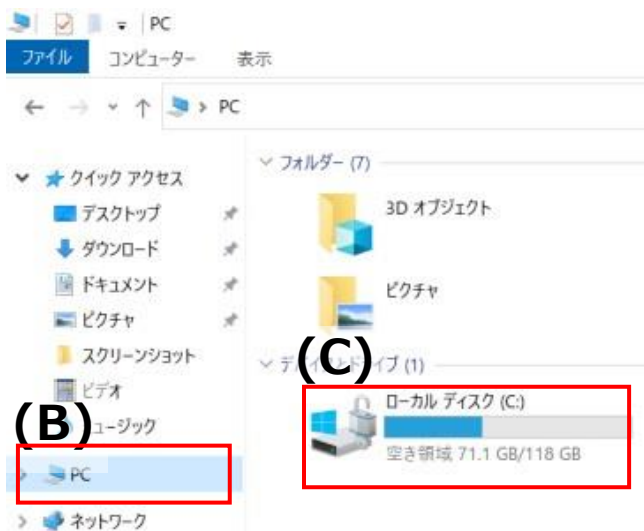 PC
ファイル
コンピューター
表示
PC
クイック アクセス
デスクトップ
ダウンロード
ドキュメント
ピクチャ
スクリーンショット
ビデオ
(B)
ュージック
PC
ネットワーク
フォルダー (7)
3D オブジェクト
ピクチャ
(C)
イブ (1)
ローカル ディスク (C:)
空き領域 71.1 GB/118 GB